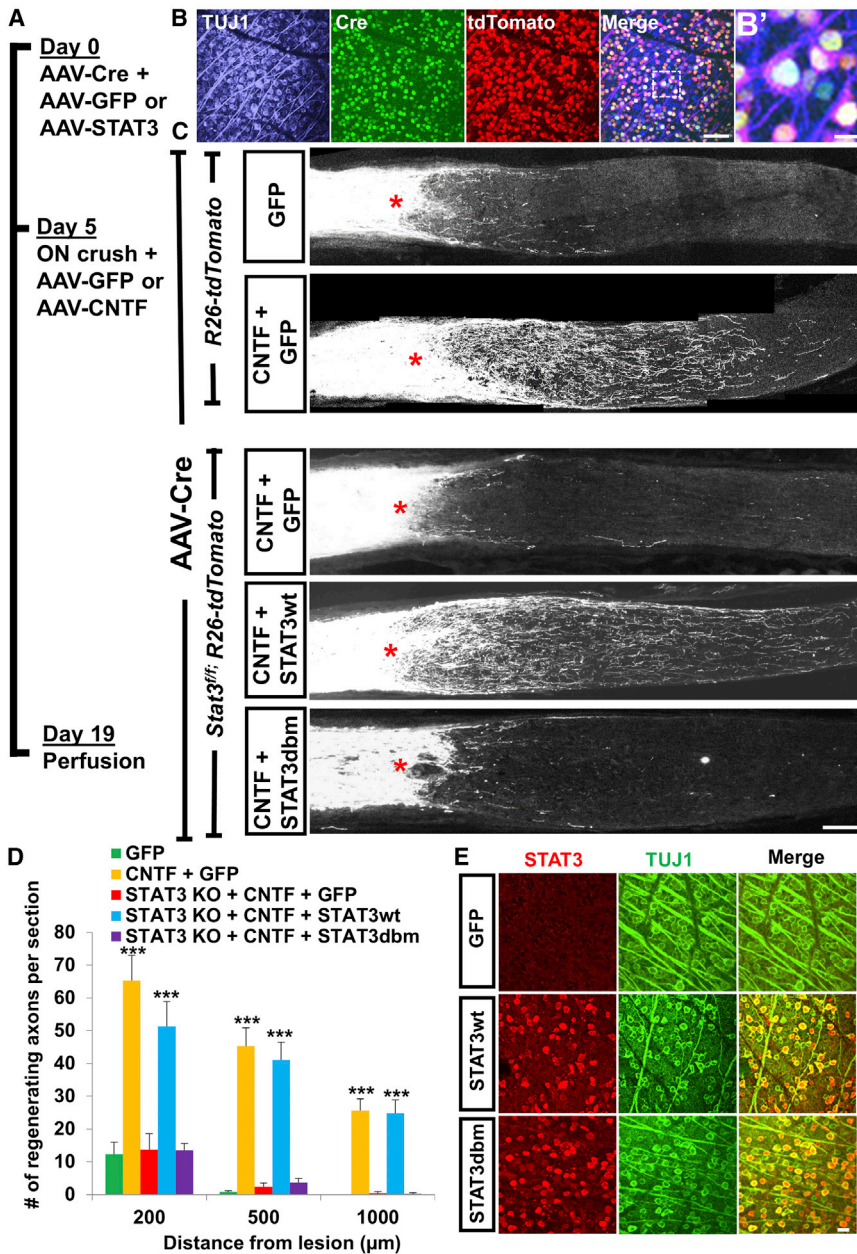 A
Day 0
AAV-Cre +
AAV-GFP or
AAV-STAT3
Day 5
ON crush +
AAV-GFP or
AAV-CNTF
Day 19
Perfusion
B
TUJ1
Cre
tdTomato
Merge
B'
C
AAV-Cre
R26-tdTomato
GFP
*
CNTF +
GFP
*
Stat3f/f; R26-tdTomato
CNTF +
GFP
*
CNTF +
STAT3wt
*
CNTF +
STAT3dbm
*
D
GFP
CNTF + GFP
STAT3 KO + CNTF + GFP
STAT3 KO + CNTF + STAT3wt
STAT3 KO + CNTF + STAT3dbm
# of regenerating axons per section
80
70
60
50
40
30
20
10
0
***
***
***
***
***
***
200
500
1000
Distance from lesion (µm)
E
STAT3
TUJ1
Merge
GFP
STAT3wt
STAT3dbm